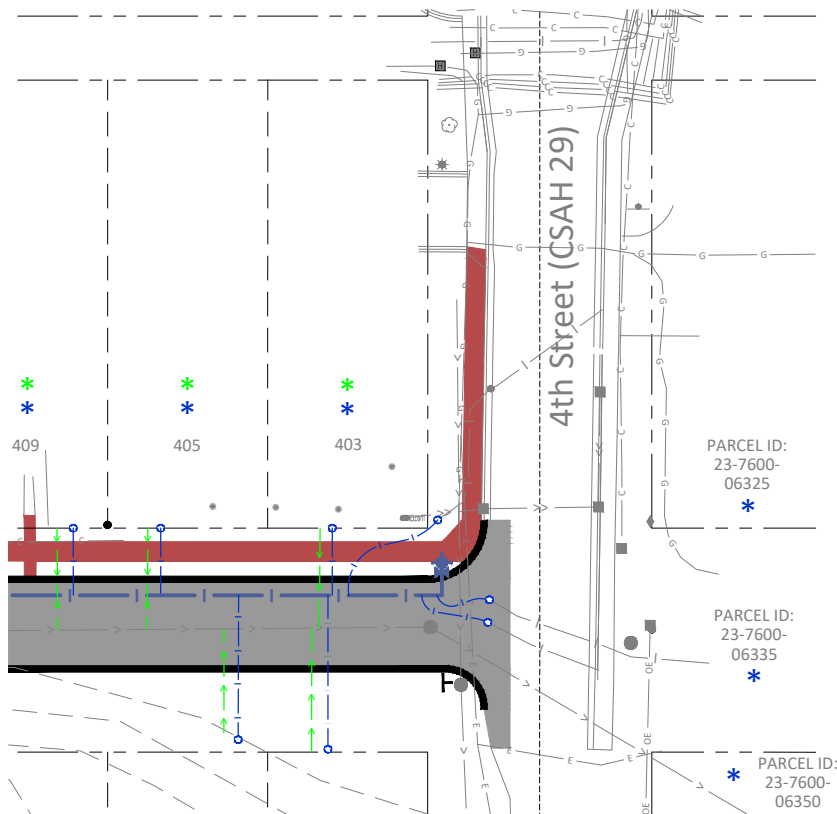 4th Street (CSAH 29)
409
405
403
PARCEL ID:
23-7600-
06325
PARCEL ID:
23-7600-
06335
PARCEL ID:
23-7600-
06350